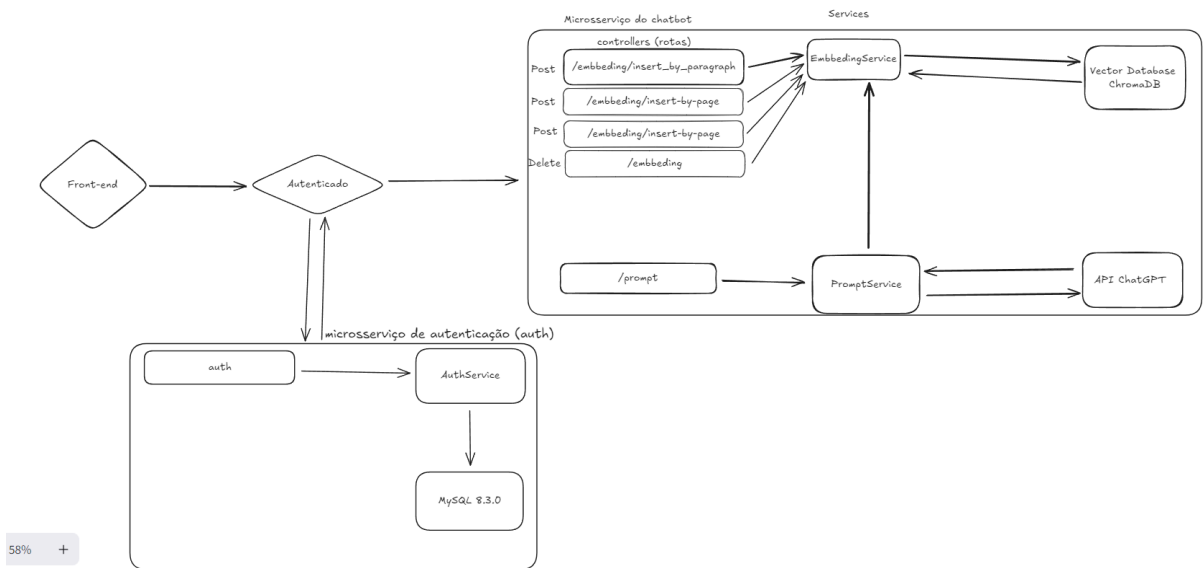 Microsserviço do chatbot
Services
controllers (rotas)
Post
/embbeding/insert_by_paragraph
EmbbedingService
Vector Database
ChromaDB
Post
/embbeding/insert-by-page
Post
/embbeding/insert-by-page
Delete
/embbeding
Front-end
Autenticado
/prompt
PromptService
API ChatGPT
microsserviço de autenticação (auth)
auth
AuthService
MySQL 8.3.0
58%
+